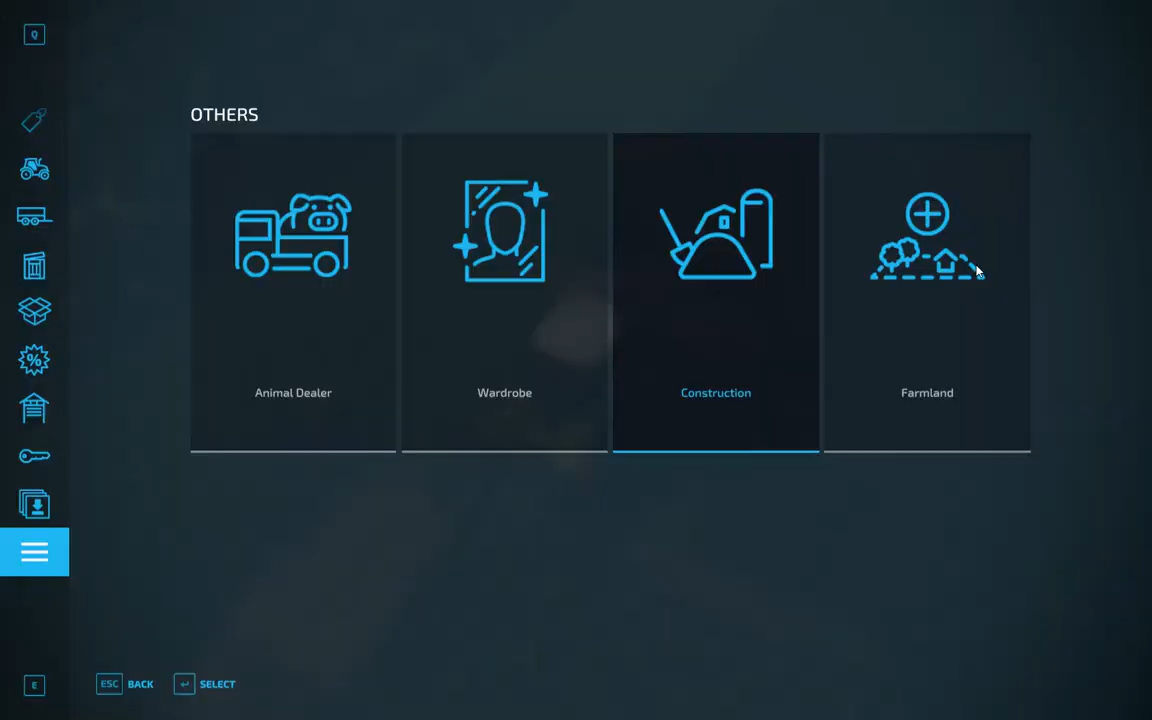 Q
OTHERS
Animal Dealer
Wardrobe
Construction
Farmland
%
E
ESC BACK ↵ SELECT